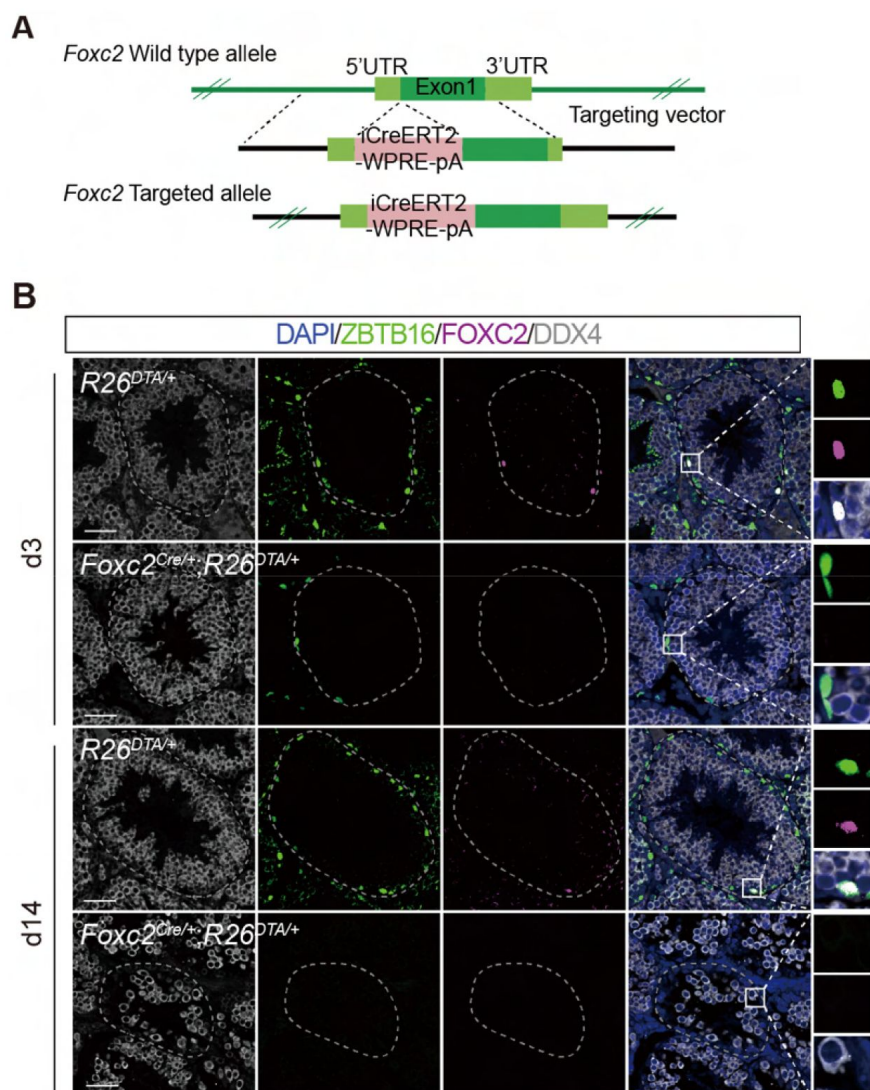 A
Foxc2 Wild type allele
5'UTR
Exon1
3'UTR
Targeting vector
iCreERT2
-WPRE-pA
Foxc2 Targeted allele
iCreERT2
-WPRE-pA
B
DAPI/ZBTB16/FOXC2/DDX4
d3
R26DTA/+
Foxc2Cre/+;R26DTA/+
d14
R26DTA/+
Foxc2Cre/+;R26DTA/+